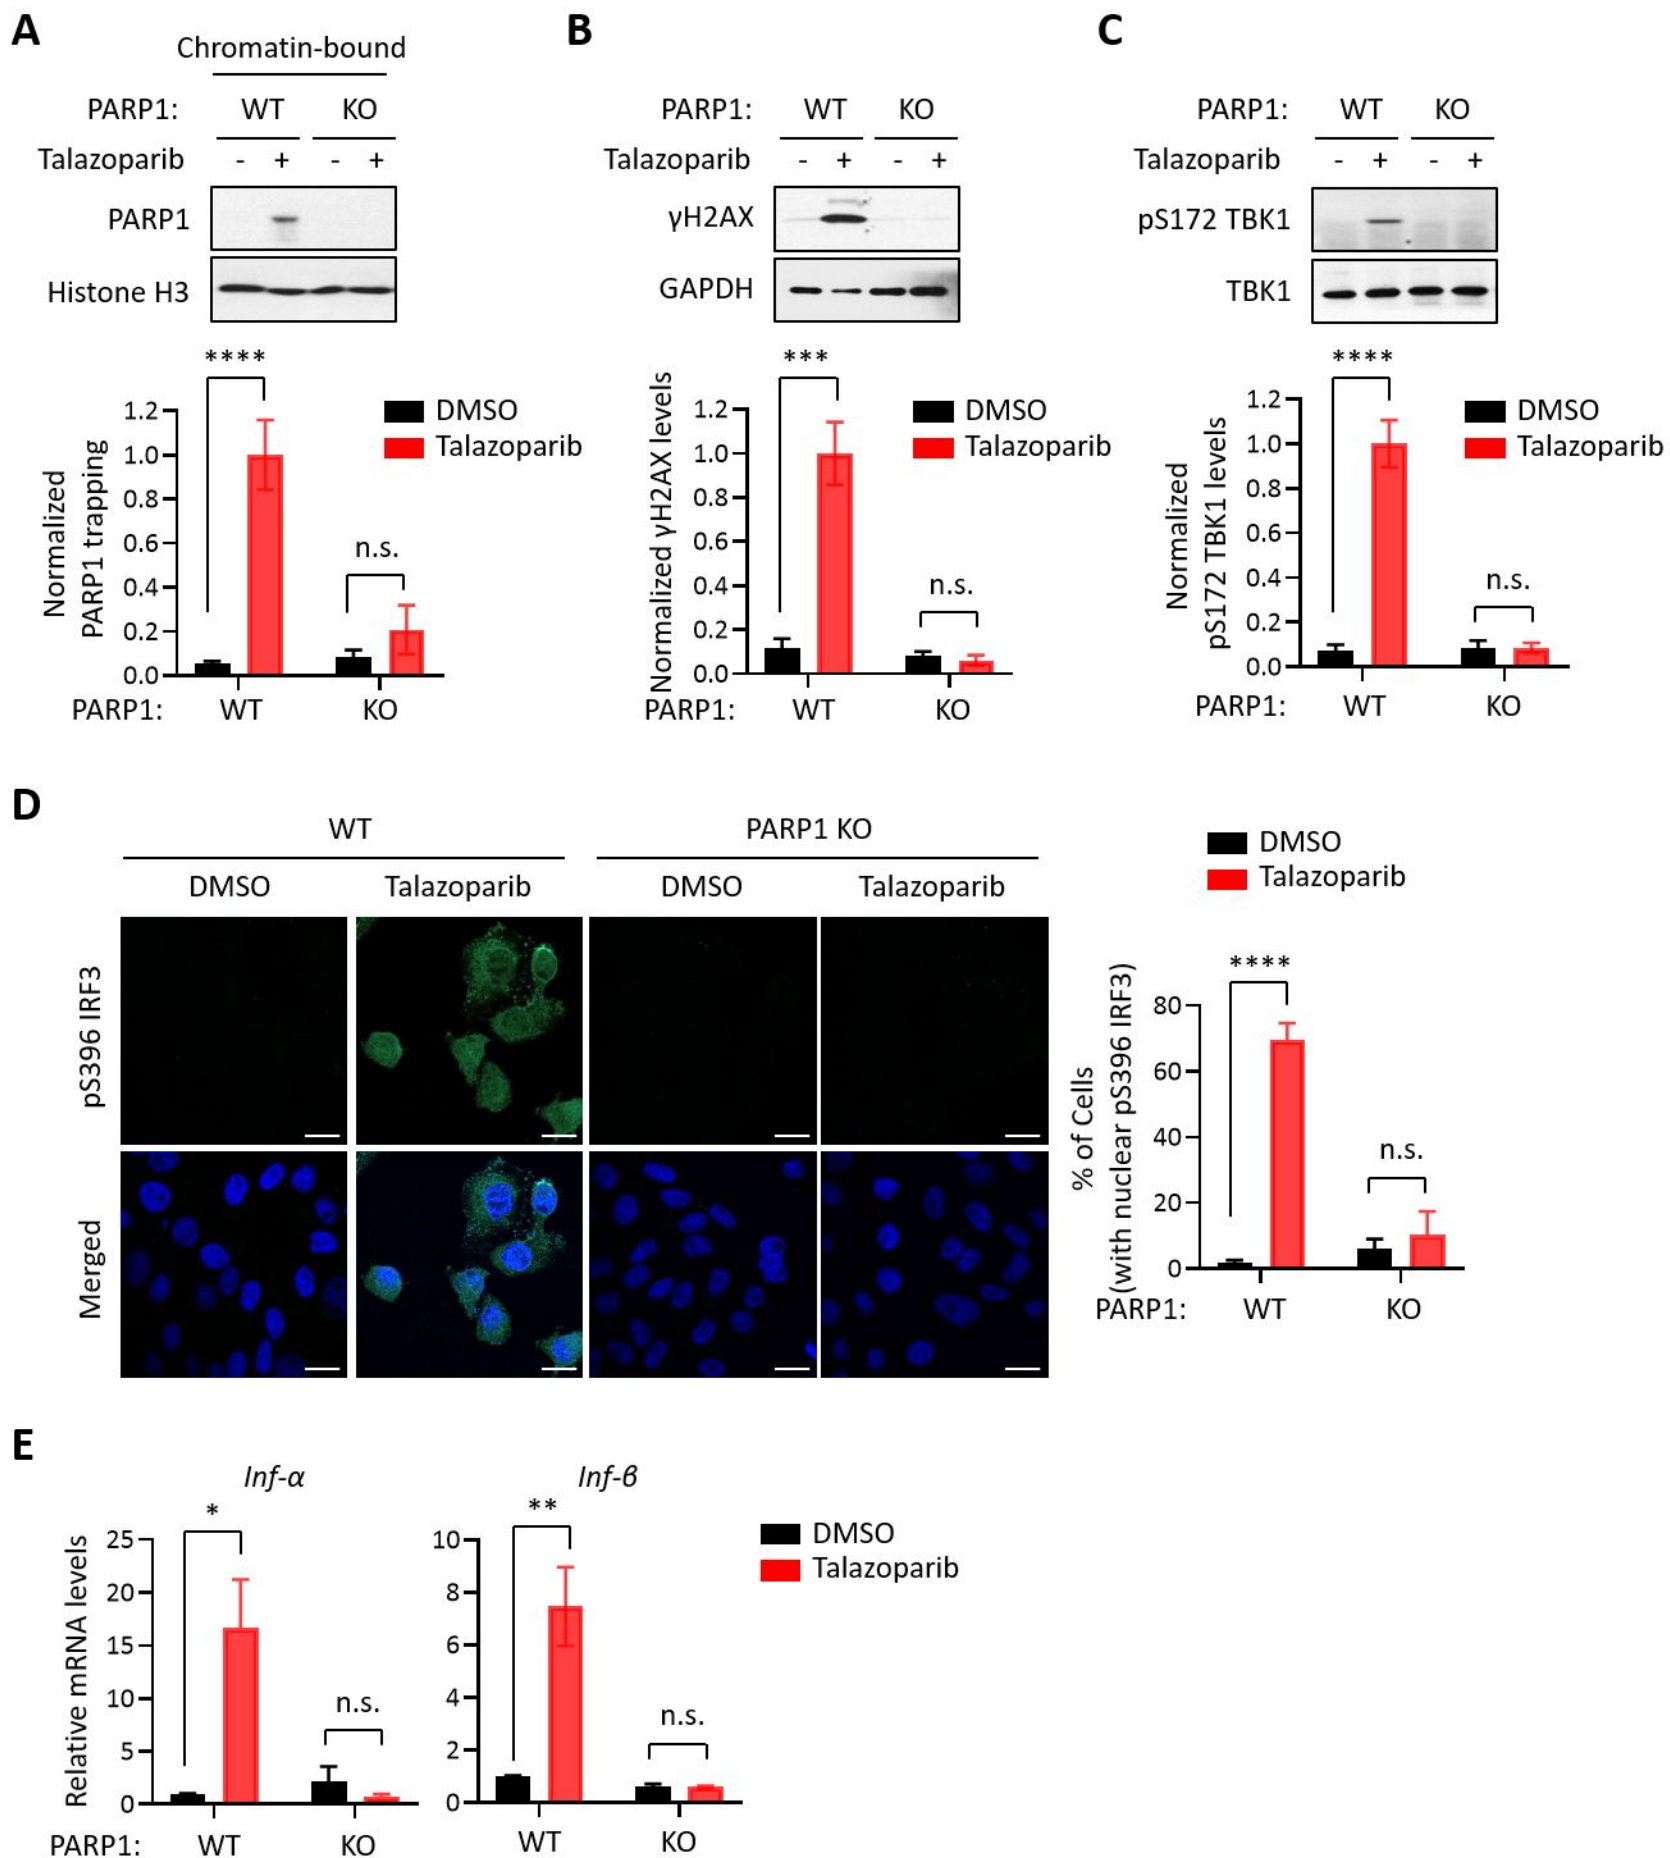 A
Chromatin-bound
PARP1: WT KO
Talazoparib - + - +
PARP1
Histone H3
****
DMSO
Talazoparib
Normalized
PARP1 trapping
1.2
1.0
0.8
0.6
0.4
0.2
0.0
n.s.
PARP1: WT KO
B
PARP1: WT KO
Talazoparib - + - +
γH2AX
GAPDH
***
DMSO
Talazoparib
Normalized γH2AX levels
1.2
1.0
0.8
0.6
0.4
0.2
0.0
n.s.
PARP1: WT KO
C
PARP1: WT KO
Talazoparib - + - +
pS172 TBK1
TBK1
****
DMSO
Talazoparib
Normalized
pS172 TBK1 levels
1.2
1.0
0.8
0.6
0.4
0.2
0.0
n.s.
PARP1: WT KO
D
WT PARP1 KO
DMSO Talazoparib DMSO Talazoparib
pS396 IRF3
Merged
DMSO
Talazoparib
****
% of Cells
(with nuclear pS396 IRF3)
80
60
40
20
0
n.s.
PARP1: WT KO
E
Inf-α
*
Relative mRNA levels
25
20
15
10
5
0
n.s.
PARP1: WT KO
Inf-β
**
10
8
6
4
2
0
n.s.
WT KO
DMSO
Talazoparib